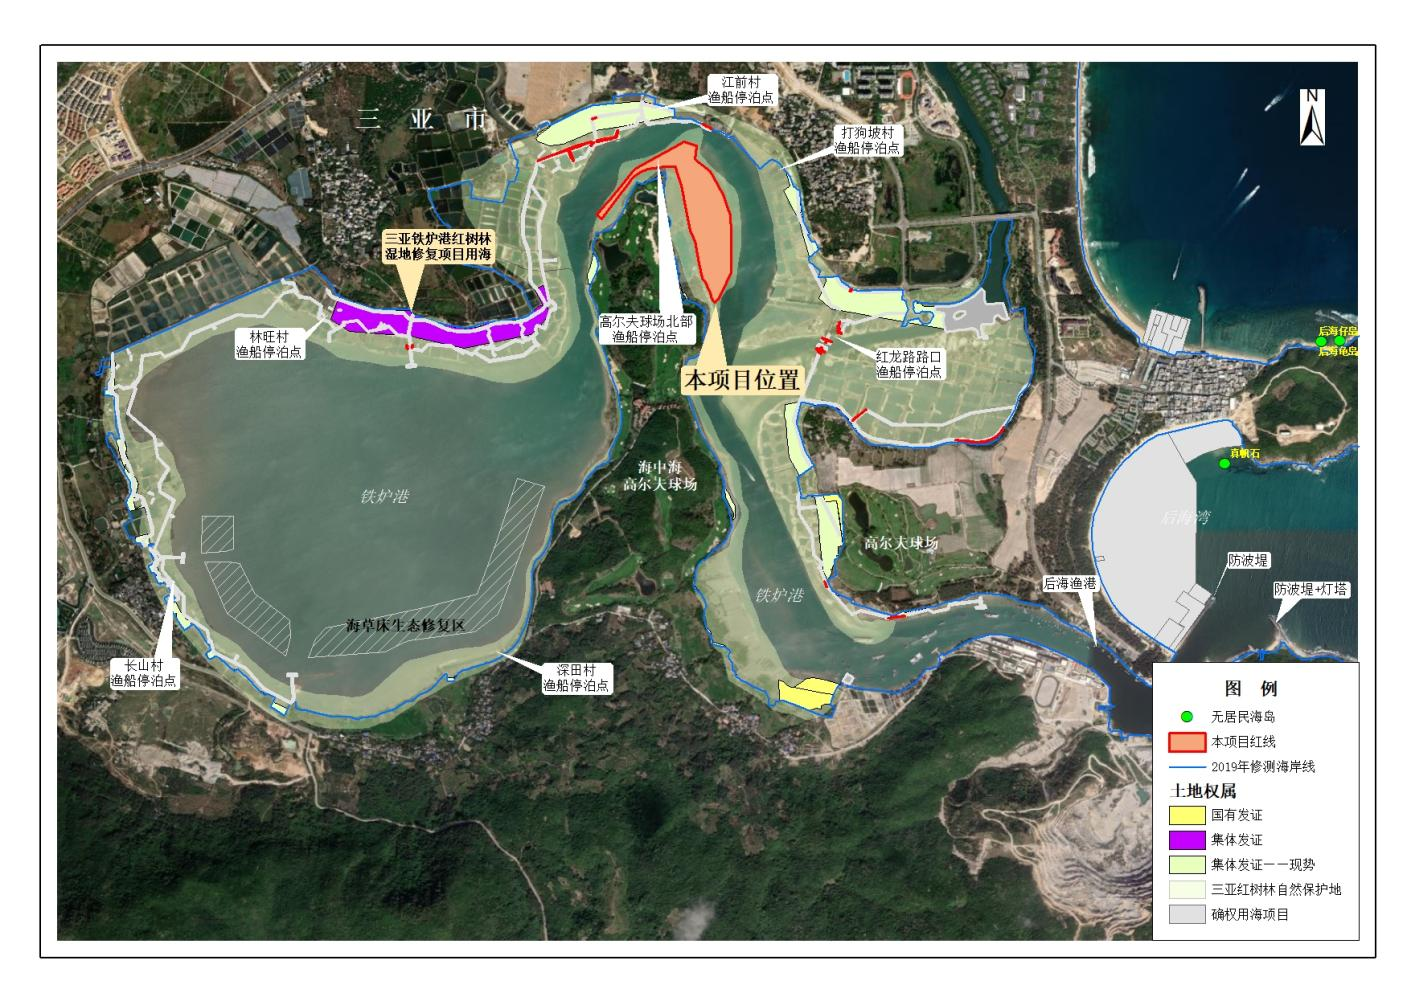 三 亚 市
江前村
渔船停泊点
N
打狗坡村
渔船停泊点
三亚铁炉港红树林
湿地修复项目用海
林旺村
渔船停泊点
高尔夫球场北部
渔船停泊点
本项目位置
红龙路路口
渔船停泊点
后海仔岛
后海龟岛
真帆石
海中海
高尔夫球场
铁炉港
后海湾
高尔夫球场
铁炉港
后海渔港
防波堤
防波堤+灯塔
海草床生态修复区
长山村
渔船停泊点
深田村
渔船停泊点
图 例
无居民海岛
本项目红线
2019年修测海岸线
土地权属
国有发证
集体发证
集体发证——现势
三亚红树林自然保护地
确权用海项目